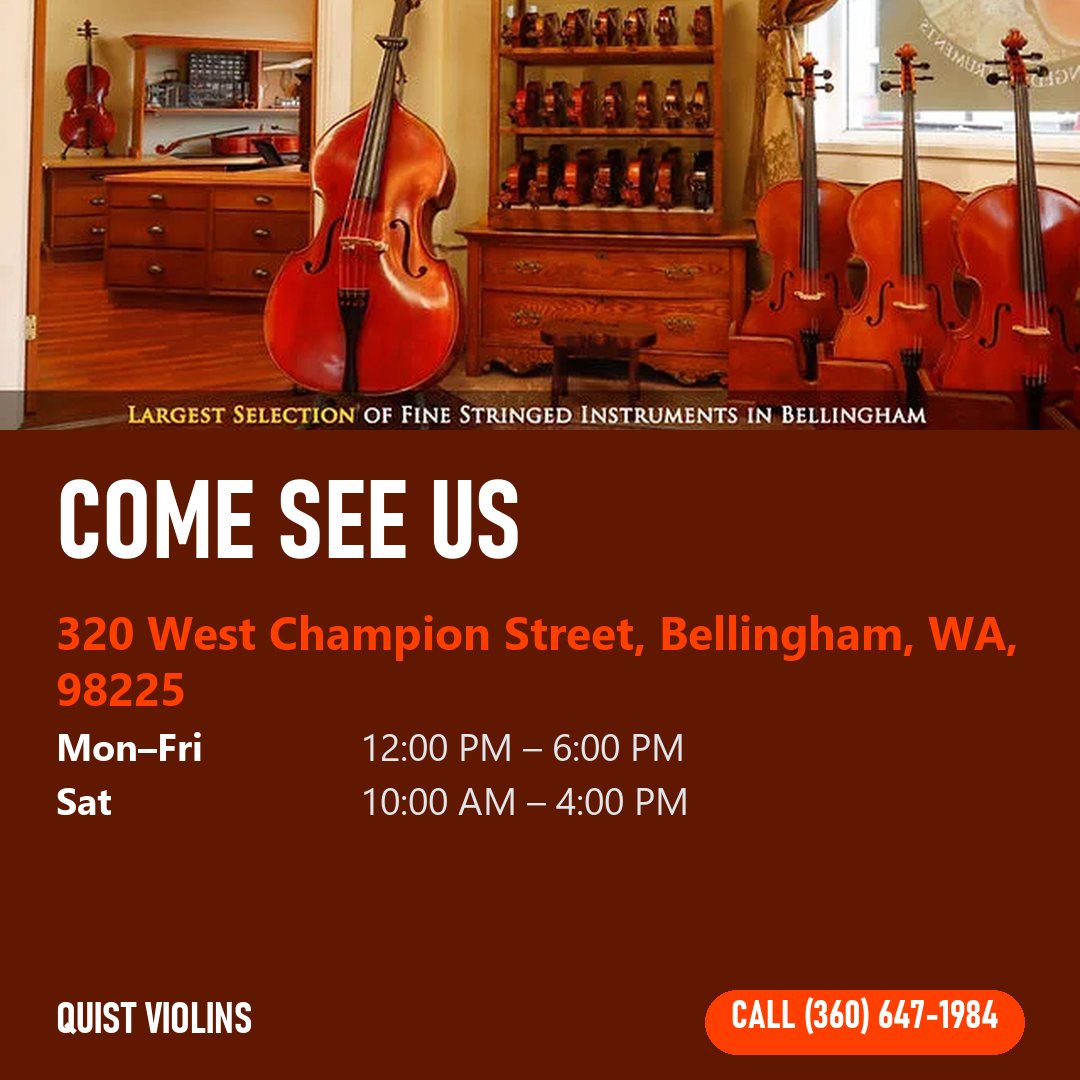 LARGEST SELECTION OF FINE STRINGED INSTRUMENTS IN BELLINGHAM
COME SEE US
320 West Champion Street, Bellingham, WA,
98225
Mon–Fri 12:00 PM – 6:00 PM
Sat 10:00 AM – 4:00 PM
QUIST VIOLINS
CALL (360) 647-1984